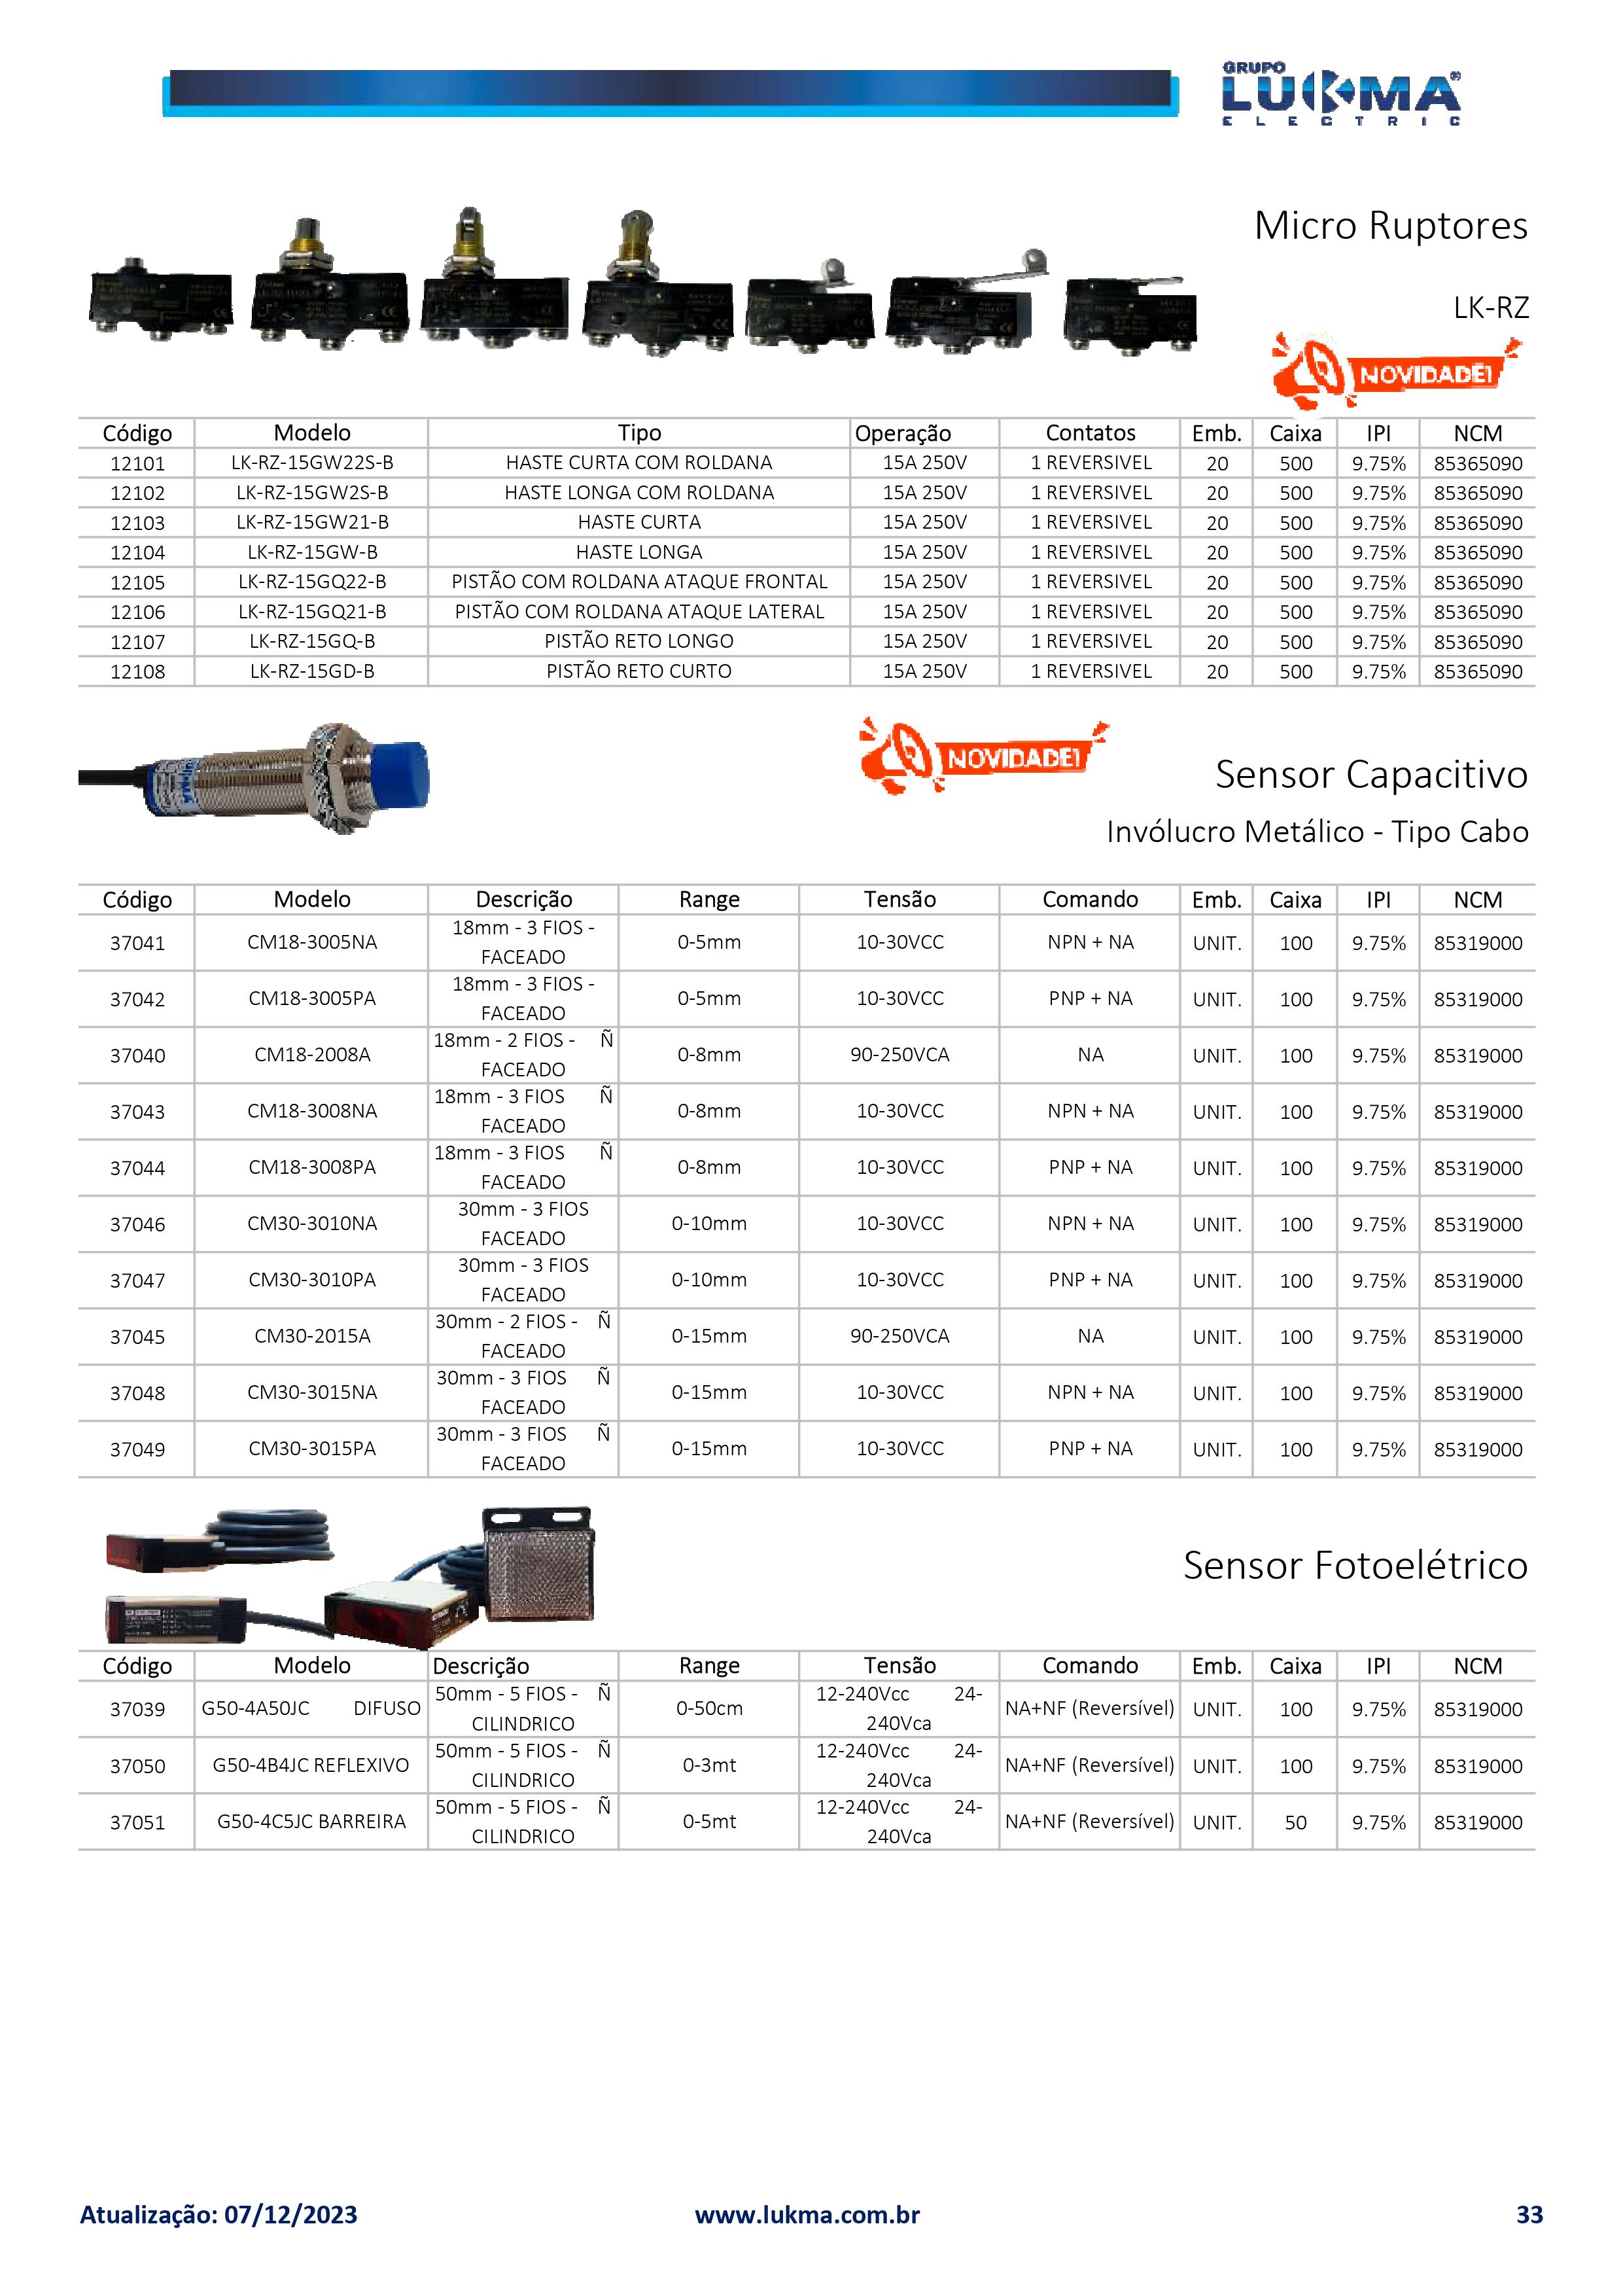 GRUPO
LUKMA®
ELECTRIC
Micro Ruptores
LK-RZ
NOVIDADE!
Código Modelo Tipo Operação Contatos Emb. Caixa IPI NCM
12101 LK-RZ-15GW22S-B HASTE CURTA COM ROLDANA 15A 250V 1 REVERSIVEL 20 500 9.75% 85365090
12102 LK-RZ-15GW2S-B HASTE LONGA COM ROLDANA 15A 250V 1 REVERSIVEL 20 500 9.75% 85365090
12103 LK-RZ-15GW21-B HASTE CURTA 15A 250V 1 REVERSIVEL 20 500 9.75% 85365090
12104 LK-RZ-15GW-B HASTE LONGA 15A 250V 1 REVERSIVEL 20 500 9.75% 85365090
12105 LK-RZ-15GQ22-B PISTÃO COM ROLDANA ATAQUE FRONTAL 15A 250V 1 REVERSIVEL 20 500 9.75% 85365090
12106 LK-RZ-15GQ21-B PISTÃO COM ROLDANA ATAQUE LATERAL 15A 250V 1 REVERSIVEL 20 500 9.75% 85365090
12107 LK-RZ-15GQ-B PISTÃO RETO LONGO 15A 250V 1 REVERSIVEL 20 500 9.75% 85365090
12108 LK-RZ-15GD-B PISTÃO RETO CURTO 15A 250V 1 REVERSIVEL 20 500 9.75% 85365090
NOVIDADE!
Sensor Capacitivo
Invólucro Metálico - Tipo Cabo
Código Modelo Descrição Range Tensão Comando Emb. Caixa IPI NCM
37041 CM18-3005NA 18mm - 3 FIOS - FACEADO 0-5mm 10-30VCC NPN + NA UNIT. 100 9.75% 85319000
37042 CM18-3005PA 18mm - 3 FIOS - FACEADO 0-5mm 10-30VCC PNP + NA UNIT. 100 9.75% 85319000
37040 CM18-2008A 18mm - 2 FIOS - Ñ FACEADO 0-8mm 90-250VCA NA UNIT. 100 9.75% 85319000
37043 CM18-3008NA 18mm - 3 FIOS Ñ FACEADO 0-8mm 10-30VCC NPN + NA UNIT. 100 9.75% 85319000
37044 CM18-3008PA 18mm - 3 FIOS Ñ FACEADO 0-8mm 10-30VCC PNP + NA UNIT. 100 9.75% 85319000
37046 CM30-3010NA 30mm - 3 FIOS FACEADO 0-10mm 10-30VCC NPN + NA UNIT. 100 9.75% 85319000
37047 CM30-3010PA 30mm - 3 FIOS FACEADO 0-10mm 10-30VCC PNP + NA UNIT. 100 9.75% 85319000
37045 CM30-2015A 30mm - 2 FIOS - Ñ FACEADO 0-15mm 90-250VCA NA UNIT. 100 9.75% 85319000
37048 CM30-3015NA 30mm - 3 FIOS Ñ FACEADO 0-15mm 10-30VCC NPN + NA UNIT. 100 9.75% 85319000
37049 CM30-3015PA 30mm - 3 FIOS Ñ FACEADO 0-15mm 10-30VCC PNP + NA UNIT. 100 9.75% 85319000
Sensor Fotoelétrico
Código Modelo Descrição Range Tensão Comando Emb. Caixa IPI NCM
37039 G50-4A50JC DIFUSO 50mm - 5 FIOS - Ñ CILINDRICO 0-50cm 12-240Vcc 24-240Vca NA+NF (Reversível) UNIT. 100 9.75% 85319000
37050 G50-4B4JC REFLEXIVO 50mm - 5 FIOS - Ñ CILINDRICO 0-3mt 12-240Vcc 24-240Vca NA+NF (Reversível) UNIT. 100 9.75% 85319000
37051 G50-4C5JC BARREIRA 50mm - 5 FIOS - Ñ CILINDRICO 0-5mt 12-240Vcc 24-240Vca NA+NF (Reversível) UNIT. 50 9.75% 85319000
Atualização: 07/12/2023 www.lukma.com.br 33